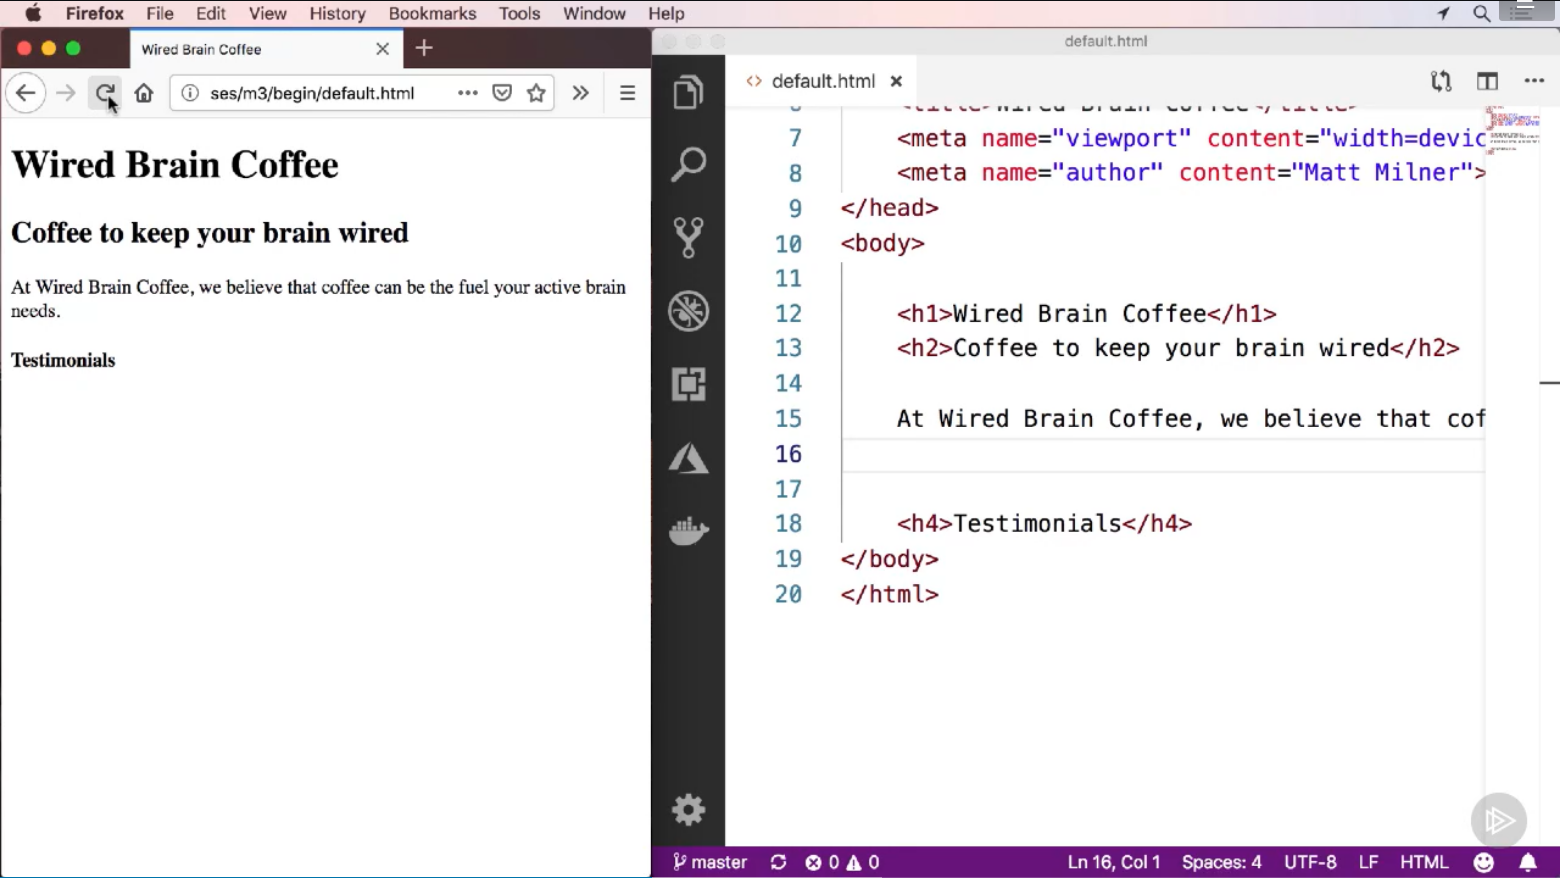 Firefox File Edit View History Bookmarks Tools Window Help
Wired Brain Coffee
default.html
ses/m3/begin/default.html
default.html
Wired Brain Coffee
Coffee to keep your brain wired
At Wired Brain Coffee, we believe that coffee can be the fuel your active brain
needs.
Testimonials
<title>Wired Brain Coffee</title>
7 <meta name="viewport" content="width=devic
8 <meta name="author" content="Matt Milner">
9 </head>
10 <body>
11
12 <h1>Wired Brain Coffee</h1>
13 <h2>Coffee to keep your brain wired</h2>
14
15 At Wired Brain Coffee, we believe that cof
16
17
18 <h4>Testimonials</h4>
19 </body>
20 </html>
master 0 0 Ln 16, Col 1 Spaces: 4 UTF-8 LF HTML